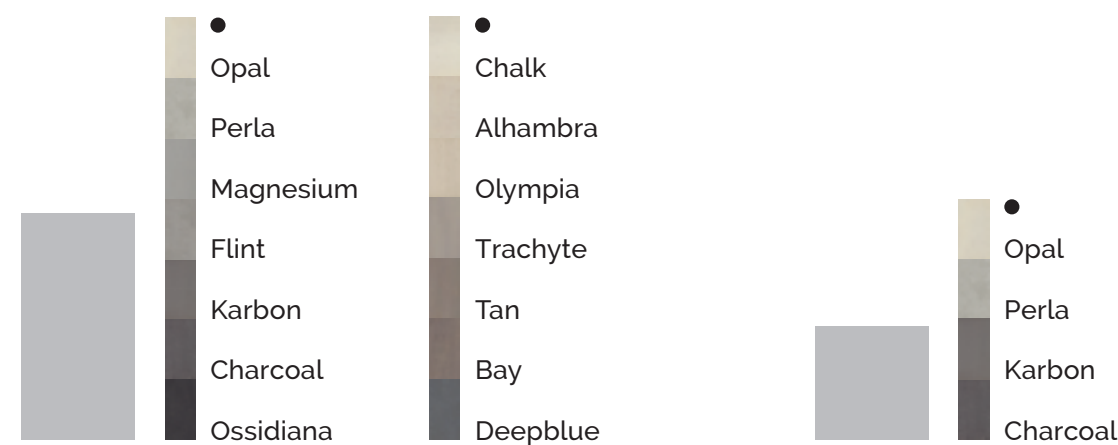 Opal
Perla
Magnesium
Flint
Karbon
Charcoal
Ossidiana
Chalk
Alhambra
Olympia
Trachyte
Tan
Bay
Deepblue
Opal
Perla
Karbon
Charcoal